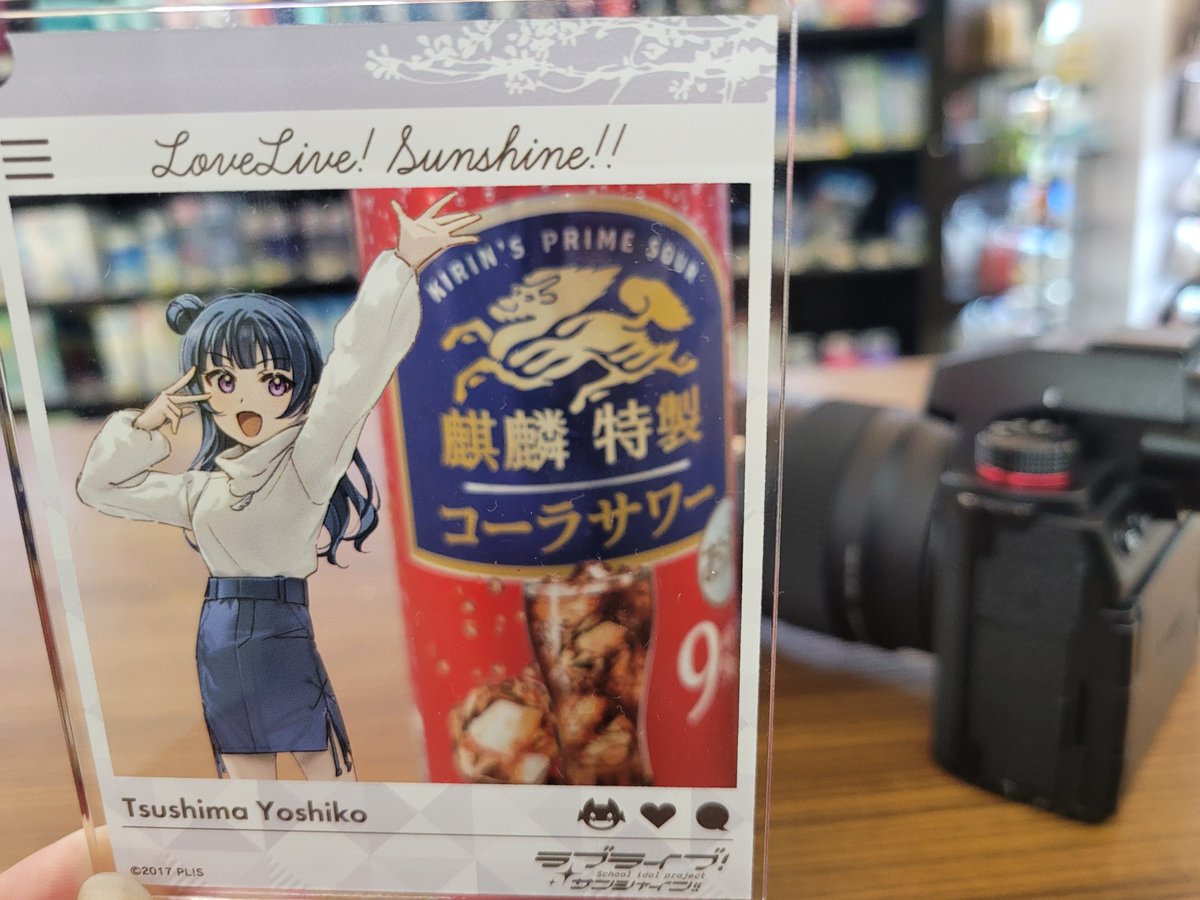 LoveLive! Sunshine!!
KIRIN'S PRIME SOUR
麒麟 特製
コーラサワー
9%
Tsushima Yoshiko
©2017 PLIS
ラブライブ!
School idol project
サンシャイン!!